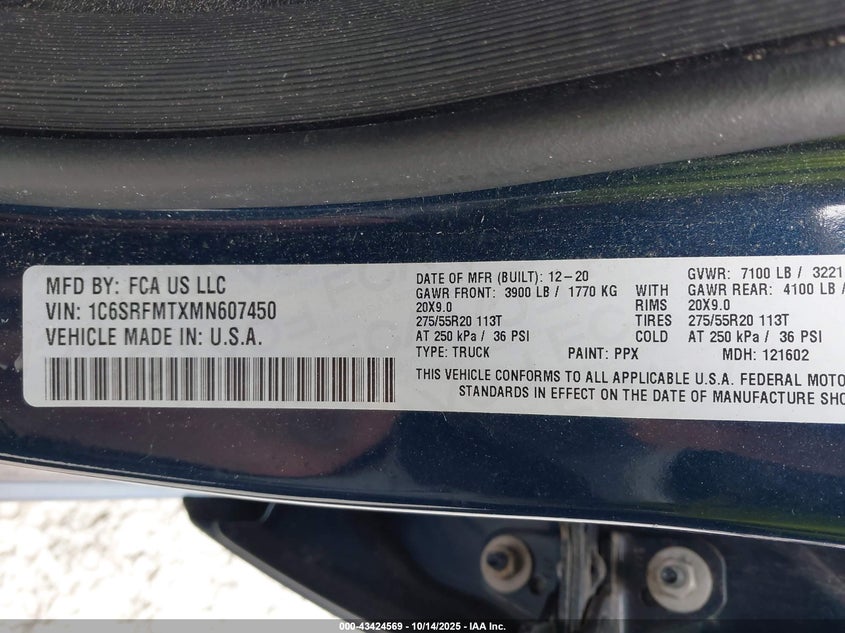 MFD BY: FCA US LLC
VIN: 1C6SRFMTXMN607450
VEHICLE MADE IN: U.S.A.
DATE OF MFR (BUILT): 12-20
GAWR FRONT: 3900 LB / 1770 KG WITH
20X9.0 RIMS
275/55R20 113T TIRES
AT 250 kPa / 36 PSI COLD
TYPE: TRUCK PAINT: PPX MDH: 121602
GVWR: 7100 LB / 3221
GAWR REAR: 4100 LB /
20X9.0
275/55R20 113T
AT 250 kPa / 36 PSI
THIS VEHICLE CONFORMS TO ALL APPLICABLE U.S.A. FEDERAL MOTO
STANDARDS IN EFFECT ON THE DATE OF MANUFACTURE SHO
000-43424569 - 10/14/2025 - IAA Inc.